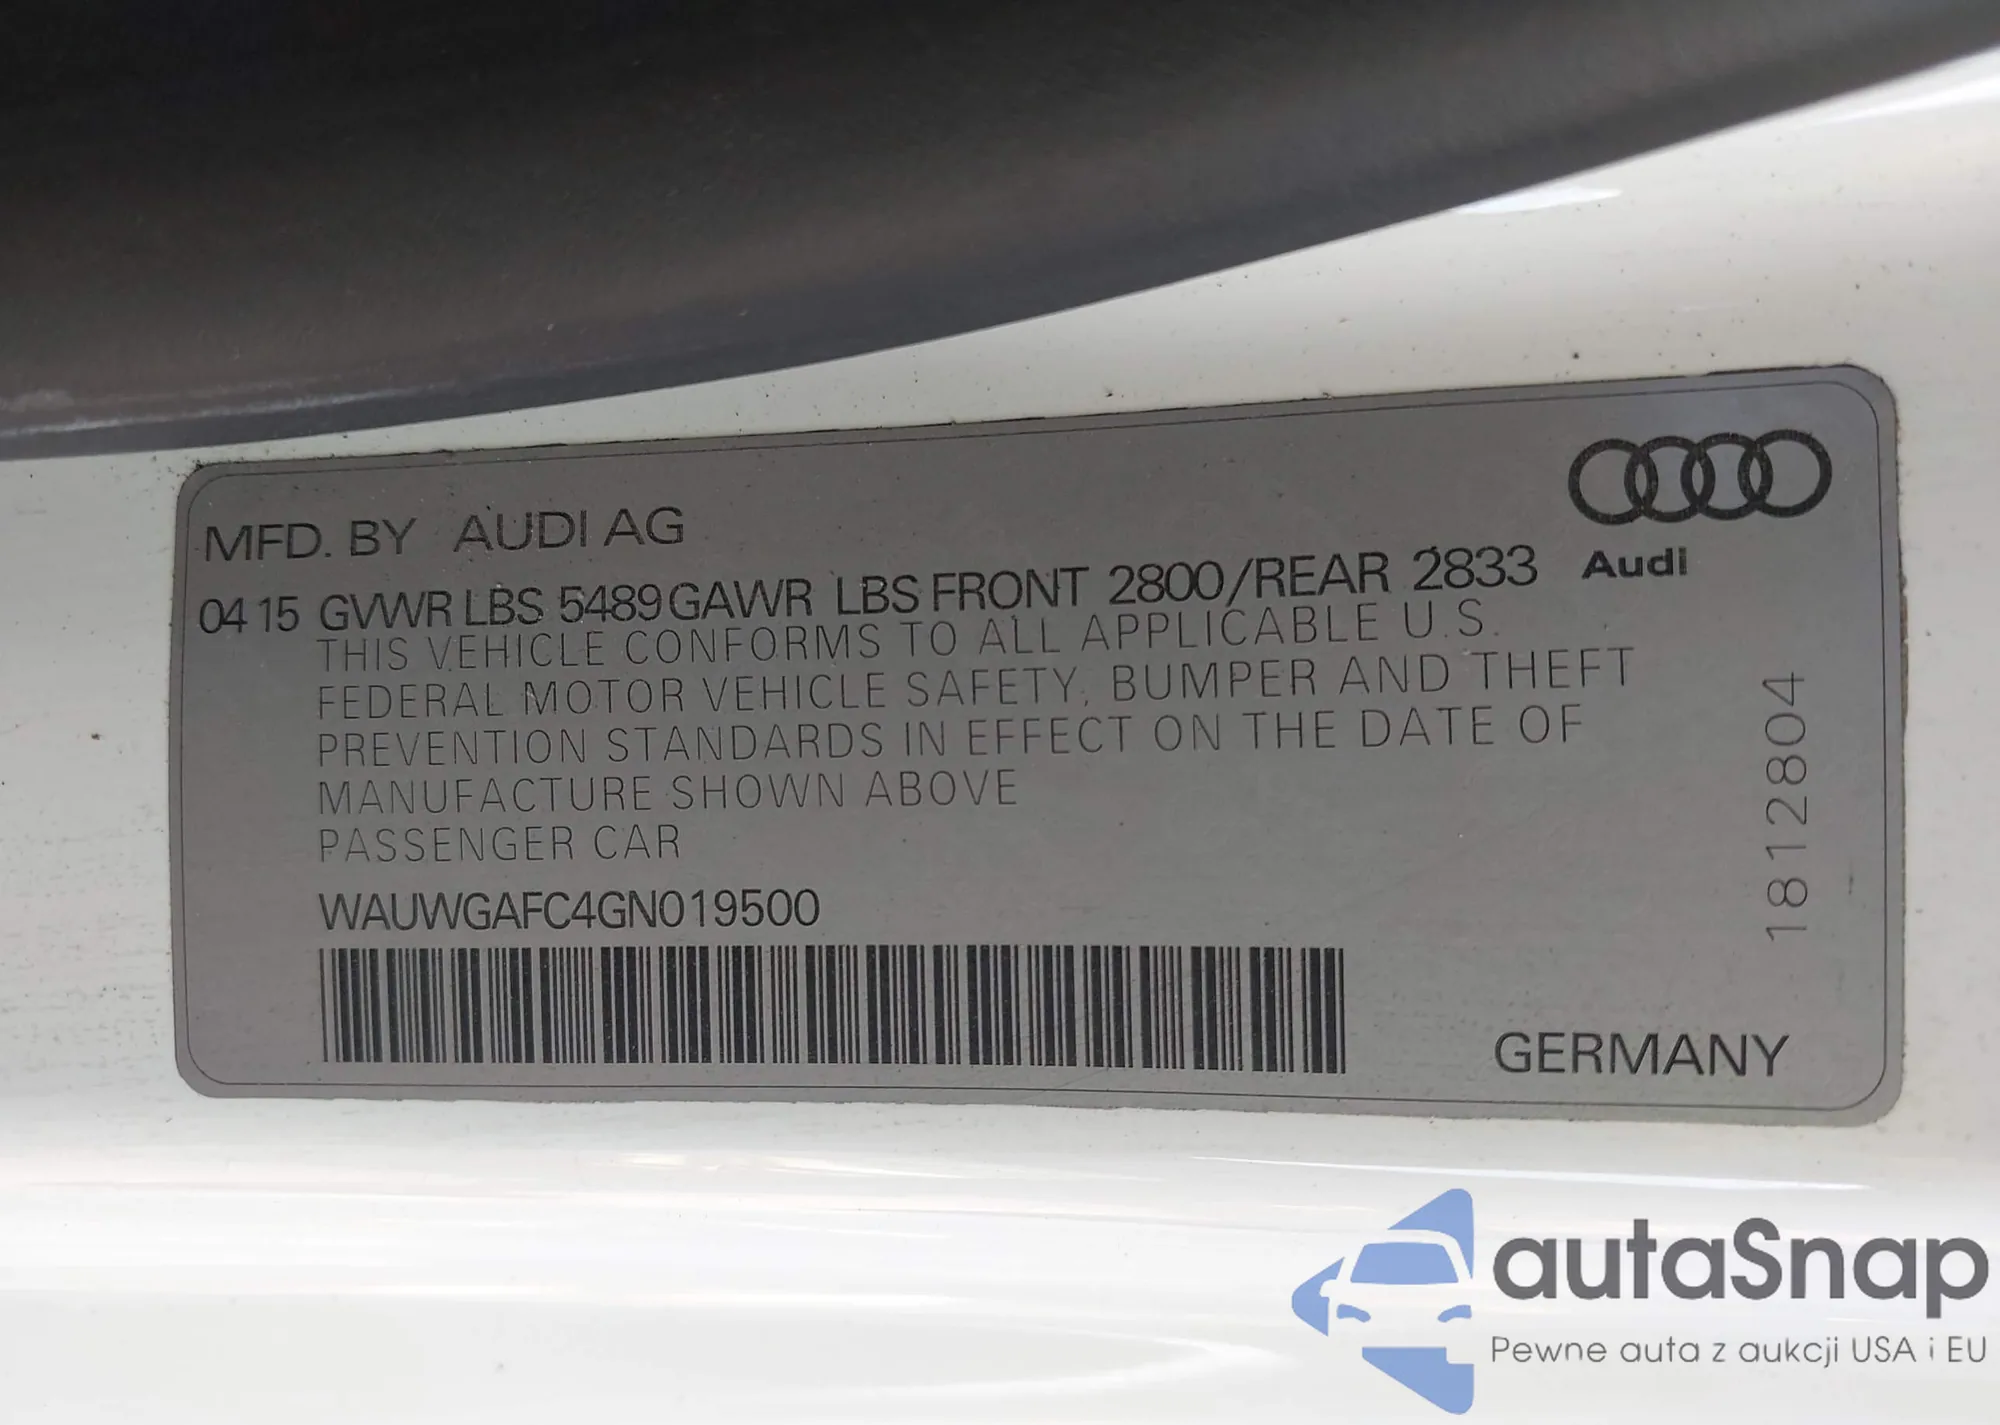 MFD. BY AUDI AG
Audi
04 15 GVWR LBS 5489 GAWR LBS FRONT 2800/REAR 2833
THIS VEHICLE CONFORMS TO ALL APPLICABLE U.S.
FEDERAL MOTOR VEHICLE SAFETY, BUMPER AND THEFT
PREVENTION STANDARDS IN EFFECT ON THE DATE OF
MANUFACTURE SHOWN ABOVE
PASSENGER CAR
1812804
WAUWGAFC4GN019500
GERMANY
autaSnap
Pewne auta z aukcji USA i EU